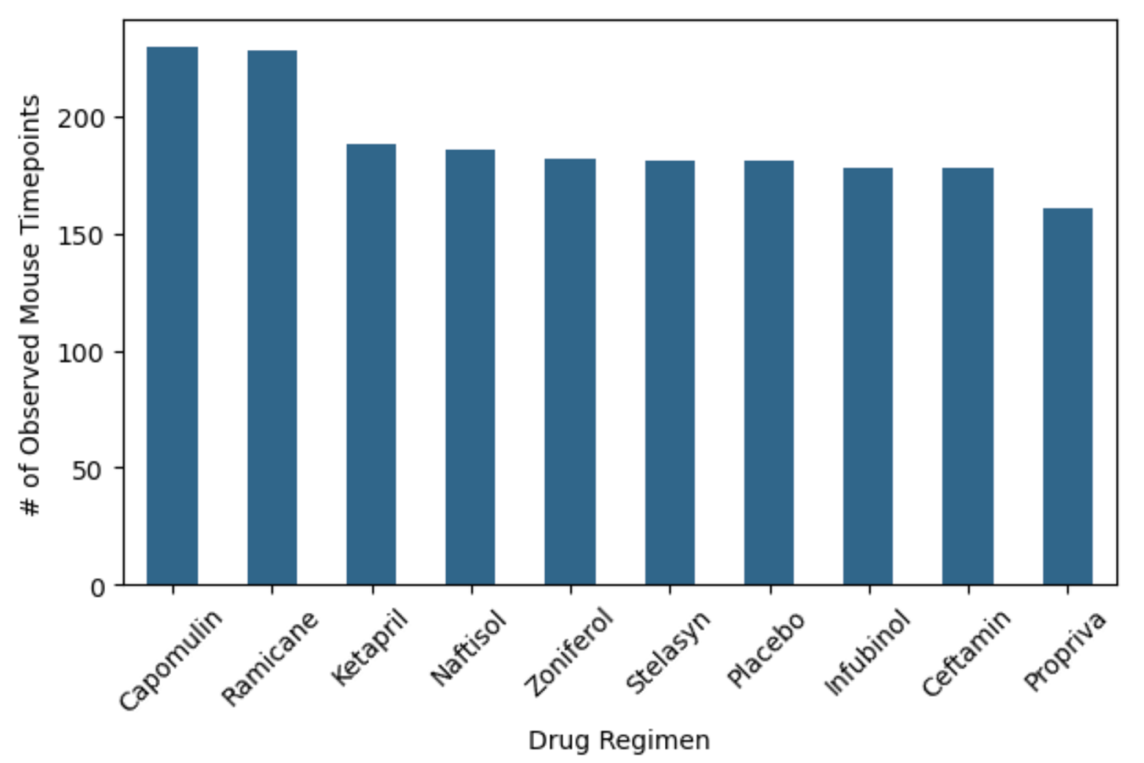 # of Observed Mouse Timepoints
200
150
100
50
0
Capomulin
Ramicane
Ketapril
Naftisol
Zoniferol
Stelasyn
Placebo
Infubinol
Ceftamin
Propriva
Drug Regimen